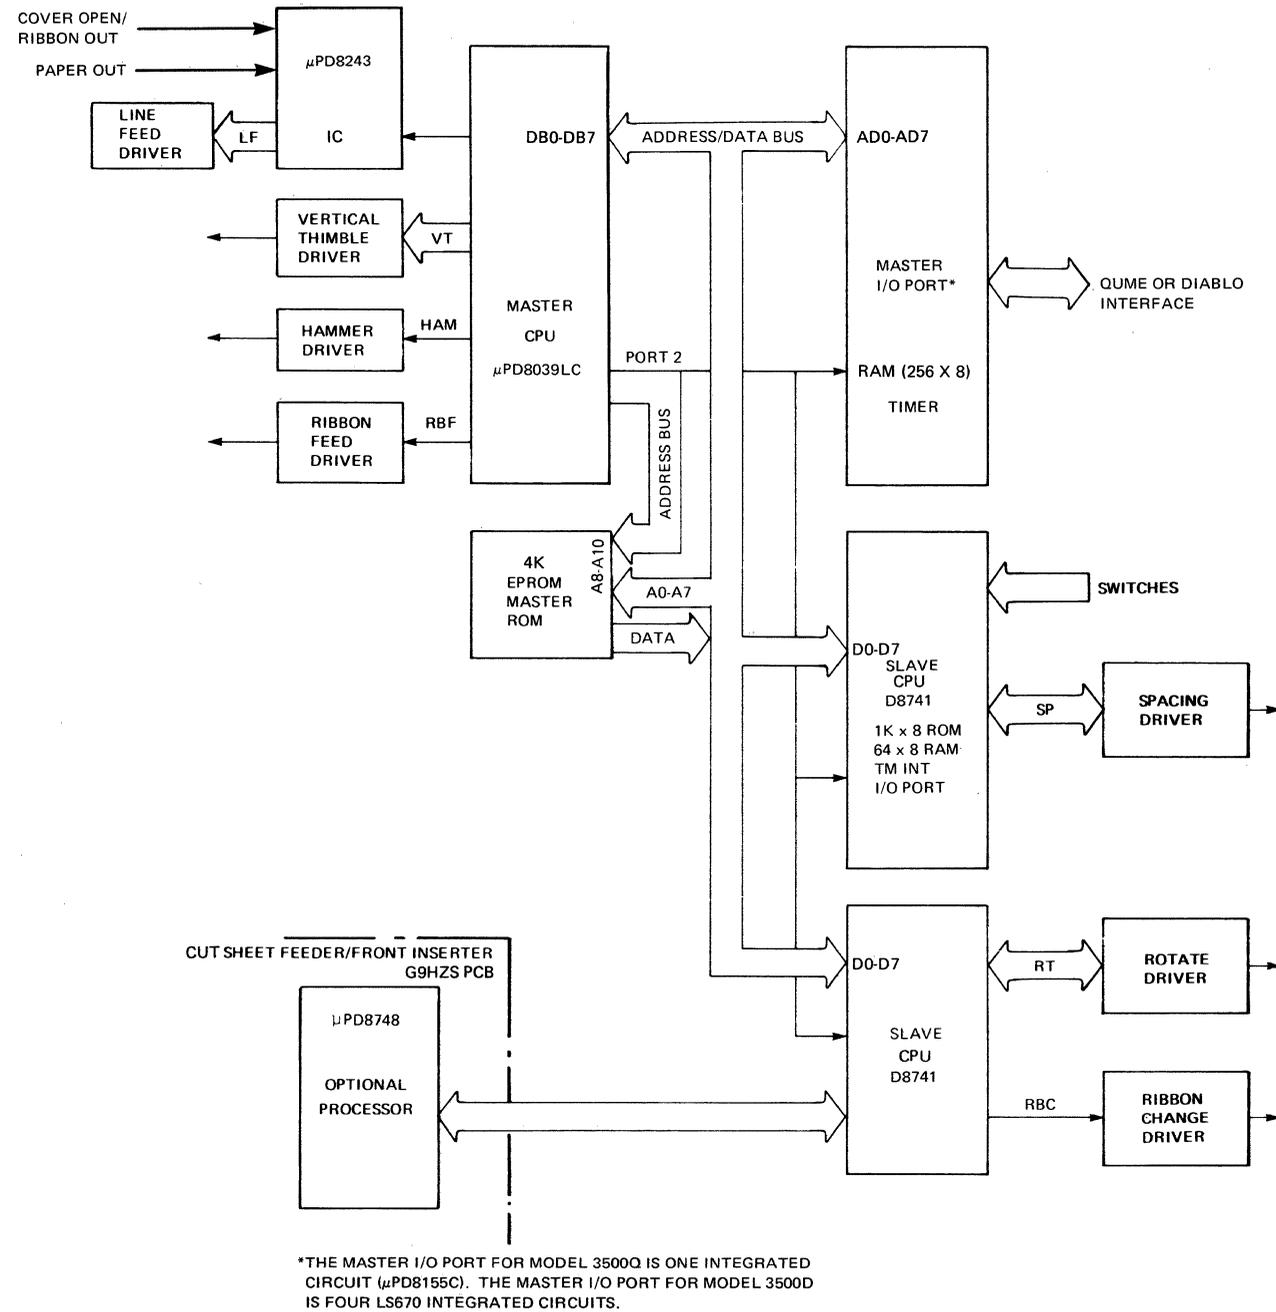 COVER OPEN/
RIBBON OUT
PAPER OUT
μPD8243
IC
LINE
FEED
DRIVER
LF
VERTICAL
THIMBLE
DRIVER
VT
HAMMER
DRIVER
HAM
RIBBON
FEED
DRIVER
RBF
DB0-DB7
MASTER
CPU
μPD8039LC
ADDRESS/DATA BUS
PORT 2
ADDRESS BUS
AD0-AD7
MASTER
I/O PORT*
RAM (256 X 8)
TIMER
QUME OR DIABLO
INTERFACE
4K
EPROM
MASTER
ROM
A8-A10
A0-A7
DATA
D0-D7
SLAVE
CPU
D8741
1K x 8 ROM
64 x 8 RAM
TM INT
I/O PORT
SWITCHES
SP
SPACING
DRIVER
CUT SHEET FEEDER/FRONT INSERTER
G9HZS PCB
μPD8748
OPTIONAL
PROCESSOR
D0-D7
SLAVE
CPU
D8741
RT
ROTATE
DRIVER
RBC
RIBBON
CHANGE
DRIVER
*THE MASTER I/O PORT FOR MODEL 3500Q IS ONE INTEGRATED
CIRCUIT (μPD8155C). THE MASTER I/O PORT FOR MODEL 3500D
IS FOUR LS670 INTEGRATED CIRCUITS.